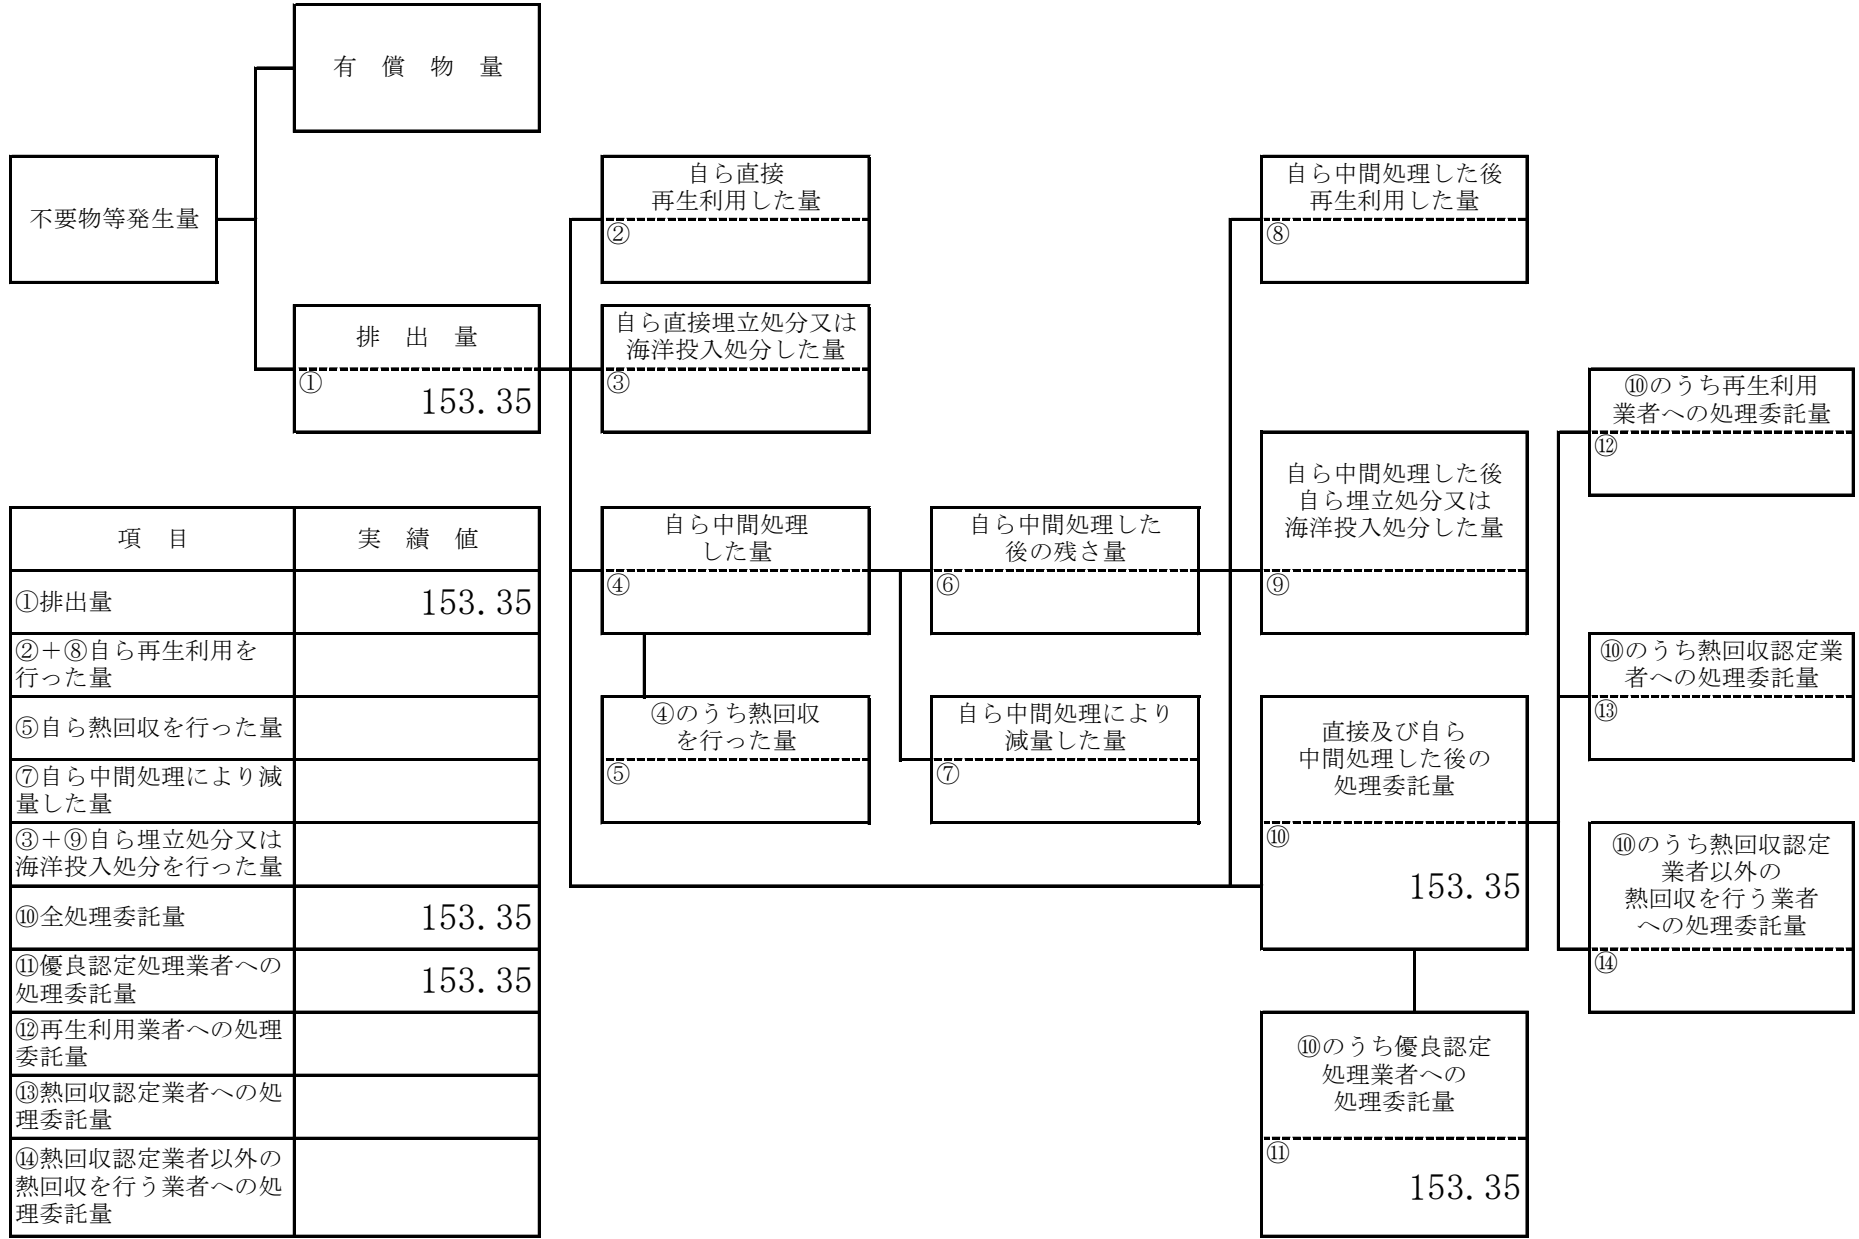 有　償　物　量
不要物等発生量
排　出　量
①
153.35
自ら直接
再生利用した量
②
自ら直接埋立処分又は
海洋投入処分した量
③
自ら中間処理
した量
④
④のうち熱回収
を行った量
⑤
自ら中間処理した
後の残さ量
⑥
自ら中間処理により
減量した量
⑦
自ら中間処理した後
再生利用した量
⑧
自ら中間処理した後
自ら埋立処分又は
海洋投入処分した量
⑨
直接及び自ら
中間処理した後の
処理委託量
⑩
153.35
⑩のうち優良認定
処理業者への
処理委託量
⑪
153.35
⑩のうち再生利用
業者への処理委託量
⑫
⑩のうち熱回収認定業
者への処理委託量
⑬
⑩のうち熱回収認定
業者以外の
熱回収を行う業者
への処理委託量
⑭
項　目　実　績　値
①排出量　153.35
②＋⑧自ら再生利用を
行った量
⑤自ら熱回収を行った量
⑦自ら中間処理により減
量した量
③＋⑨自ら埋立処分又は
海洋投入処分を行った量
⑩全処理委託量　153.35
⑪優良認定処理業者への
処理委託量　153.35
⑫再生利用業者への処理
委託量
⑬熱回収認定業者への処
理委託量
⑭熱回収認定業者以外の
熱回収を行う業者への処
理委託量